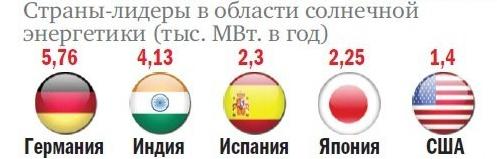 Страны-лидеры в области солнечной
энергетики (тыс. МВт. в год)
5,76 4,13 2,3 2,25 1,4
Германия Индия Испания Япония США